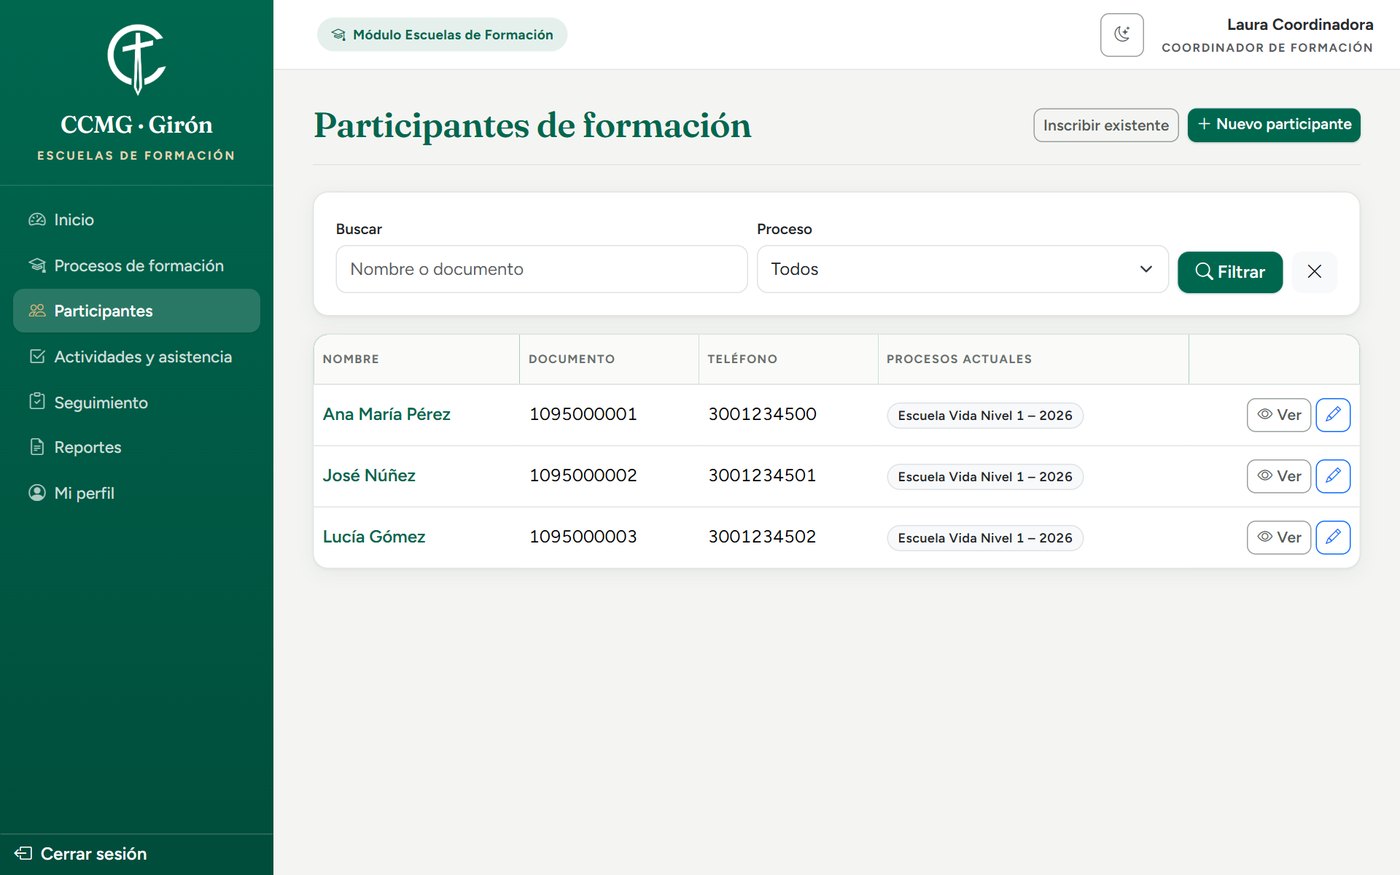 CCMG · Girón
ESCUELAS DE FORMACIÓN
Inicio
Procesos de formación
Participantes
Actividades y asistencia
Seguimiento
Reportes
Mi perfil
Cerrar sesión
Módulo Escuelas de Formación
Laura Coordinadora
COORDINADOR DE FORMACIÓN
Participantes de formación
Inscribir existente
+ Nuevo participante
Buscar
Nombre o documento
Proceso
Todos
Filtrar
NOMBRE DOCUMENTO TELÉFONO PROCESOS ACTUALES
Ana María Pérez 1095000001 3001234500 Escuela Vida Nivel 1 – 2026 Ver
José Núñez 1095000002 3001234501 Escuela Vida Nivel 1 – 2026 Ver
Lucía Gómez 1095000003 3001234502 Escuela Vida Nivel 1 – 2026 Ver